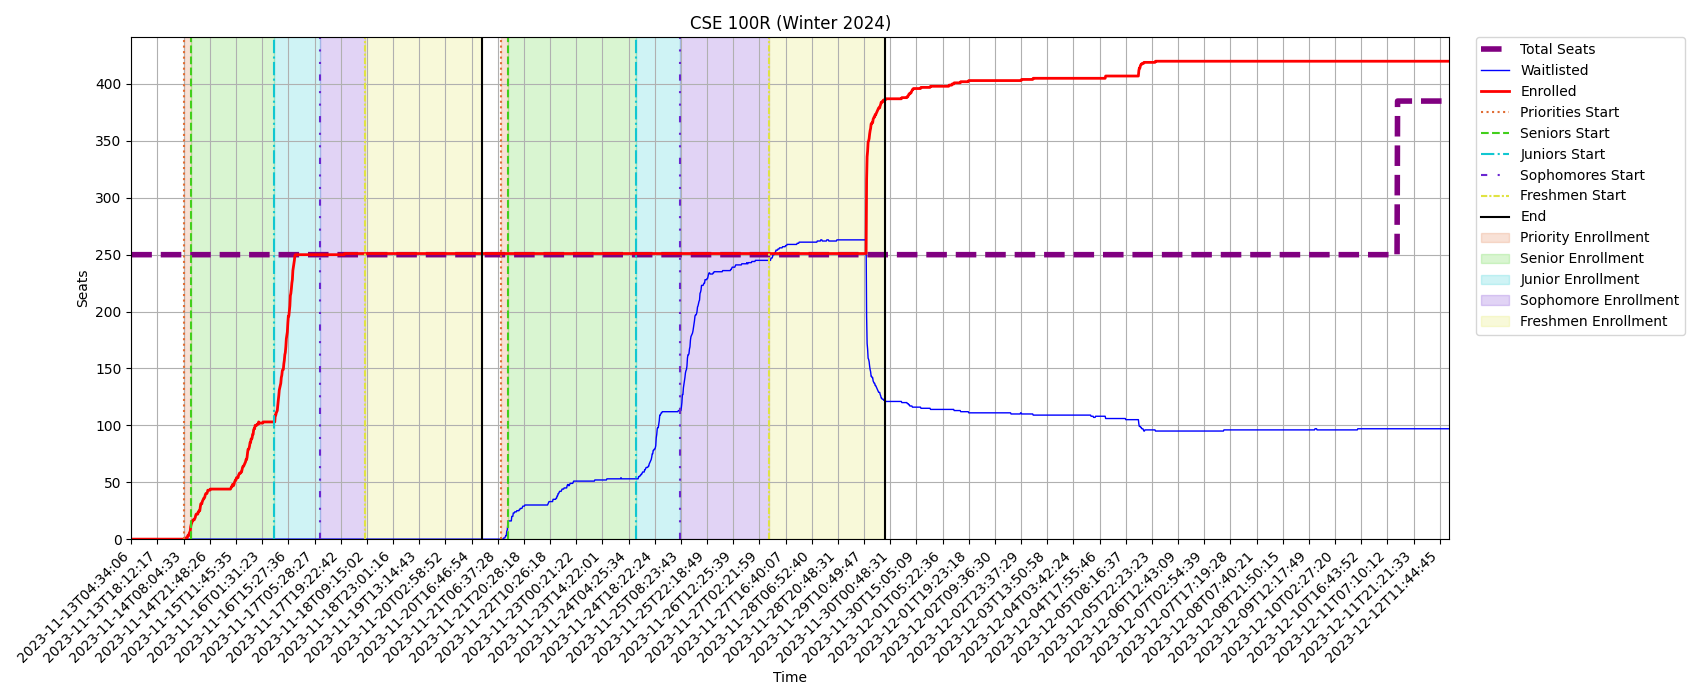 CSE 100R (Winter 2024)
Seats
400
350
300
250
200
150
100
50
0
2023-11-13T04:34:06
2023-11-13T18:12:17
2023-11-14T08:04:33
2023-11-14T21:48:26
2023-11-15T11:45:35
2023-11-16T01:31:23
2023-11-16T15:27:36
2023-11-17T05:28:27
2023-11-17T19:22:42
2023-11-18T09:15:02
2023-11-18T23:01:16
2023-11-19T13:14:43
2023-11-20T02:58:52
2023-11-20T16:46:54
2023-11-21T06:37:28
2023-11-21T20:28:18
2023-11-22T10:26:18
2023-11-23T00:21:22
2023-11-23T14:22:01
2023-11-24T04:25:34
2023-11-24T18:22:24
2023-11-25T08:23:43
2023-11-25T22:18:49
2023-11-26T12:25:39
2023-11-27T02:21:59
2023-11-27T16:40:07
2023-11-28T06:52:40
2023-11-28T20:48:31
2023-11-29T10:49:47
2023-11-30T00:48:31
2023-11-30T15:05:09
2023-12-01T05:22:36
2023-12-01T19:23:18
2023-12-02T09:36:30
2023-12-02T23:37:29
2023-12-03T13:50:58
2023-12-04T03:42:24
2023-12-04T17:55:46
2023-12-05T08:16:37
2023-12-05T22:23:23
2023-12-06T12:43:09
2023-12-07T02:54:39
2023-12-07T17:19:28
2023-12-08T07:40:21
2023-12-08T21:50:15
2023-12-09T12:17:49
2023-12-10T02:27:20
2023-12-10T16:43:52
2023-12-11T07:10:12
2023-12-11T21:21:33
2023-12-12T11:44:45
Time
Total Seats
Waitlisted
Enrolled
Priorities Start
Seniors Start
Juniors Start
Sophomores Start
Freshmen Start
End
Priority Enrollment
Senior Enrollment
Junior Enrollment
Sophomore Enrollment
Freshmen Enrollment